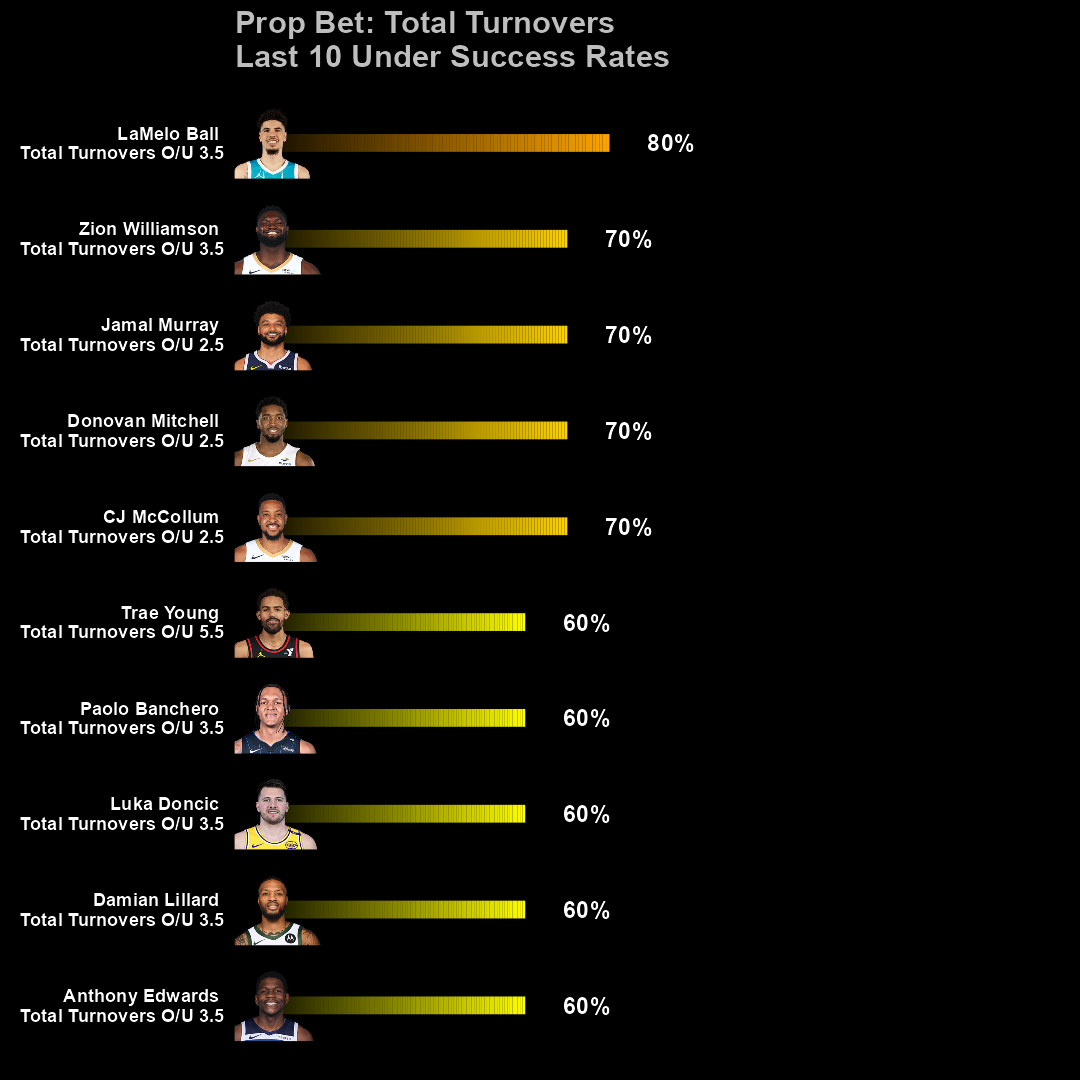 Prop Bet: Total Turnovers
Last 10 Under Success Rates
LaMelo Ball
Total Turnovers O/U 3.5
80%
Zion Williamson
Total Turnovers O/U 3.5
70%
Jamal Murray
Total Turnovers O/U 2.5
70%
Donovan Mitchell
Total Turnovers O/U 2.5
70%
CJ McCollum
Total Turnovers O/U 2.5
70%
Trae Young
Total Turnovers O/U 5.5
60%
Paolo Banchero
Total Turnovers O/U 3.5
60%
Luka Doncic
Total Turnovers O/U 3.5
60%
Damian Lillard
Total Turnovers O/U 3.5
60%
Anthony Edwards
Total Turnovers O/U 3.5
60%